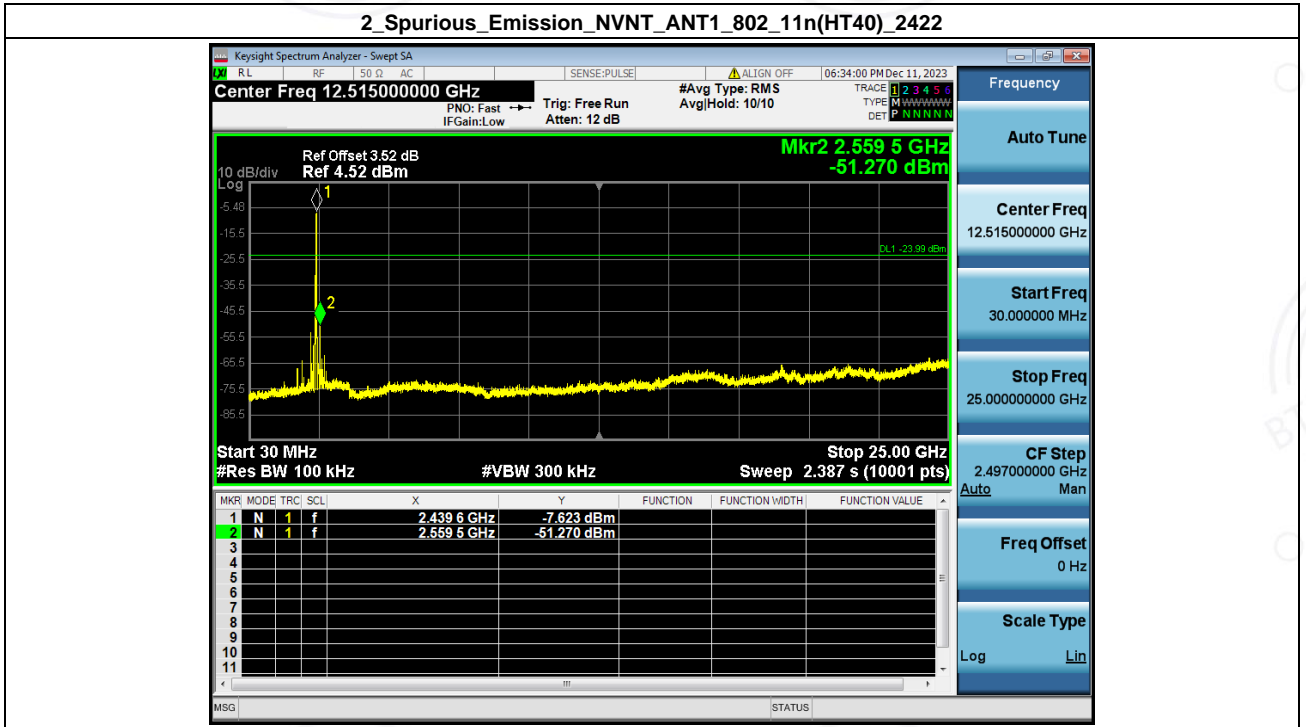 2_Spurious_Emission_NVNT_ANT1_802_11n(HT40)_2422
Keysight Spectrum Analyzer - Swept SA
LXI RL RF 50 Ω AC SENSE:PULSE ALIGN OFF 06:34:00 PM Dec 11, 2023
Center Freq 12.515000000 GHz
PNO: Fast
IFGain:Low
Trig: Free Run
Atten: 12 dB
#Avg Type: RMS
Avg|Hold: 10/10
TRACE 1 2 3 4 5 6
TYPE M WWWWW
DET P N N N N N
Mkr2 2.559 5 GHz
-51.270 dBm
Ref Offset 3.52 dB
10 dB/div Ref 4.52 dBm
Log
1
-5.48
-15.5
DL1 -23.99 dBm
-25.5
-35.5
2
-45.5
-55.5
-65.5
-75.5
-85.5
Start 30 MHz Stop 25.00 GHz
#Res BW 100 kHz #VBW 300 kHz Sweep 2.387 s (10001 pts)
MKR MODE TRC SCL X Y FUNCTION FUNCTION WIDTH FUNCTION VALUE
1 N 1 f 2.439 6 GHz -7.623 dBm
2 N 1 f 2.559 5 GHz -51.270 dBm
3
4
5
6
7
8
9
10
11
MSG STATUS
Frequency
Auto Tune
Center Freq
12.515000000 GHz
Start Freq
30.000000 MHz
Stop Freq
25.000000000 GHz
CF Step
2.497000000 GHz
Auto Man
Freq Offset
0 Hz
Scale Type
Log Lin